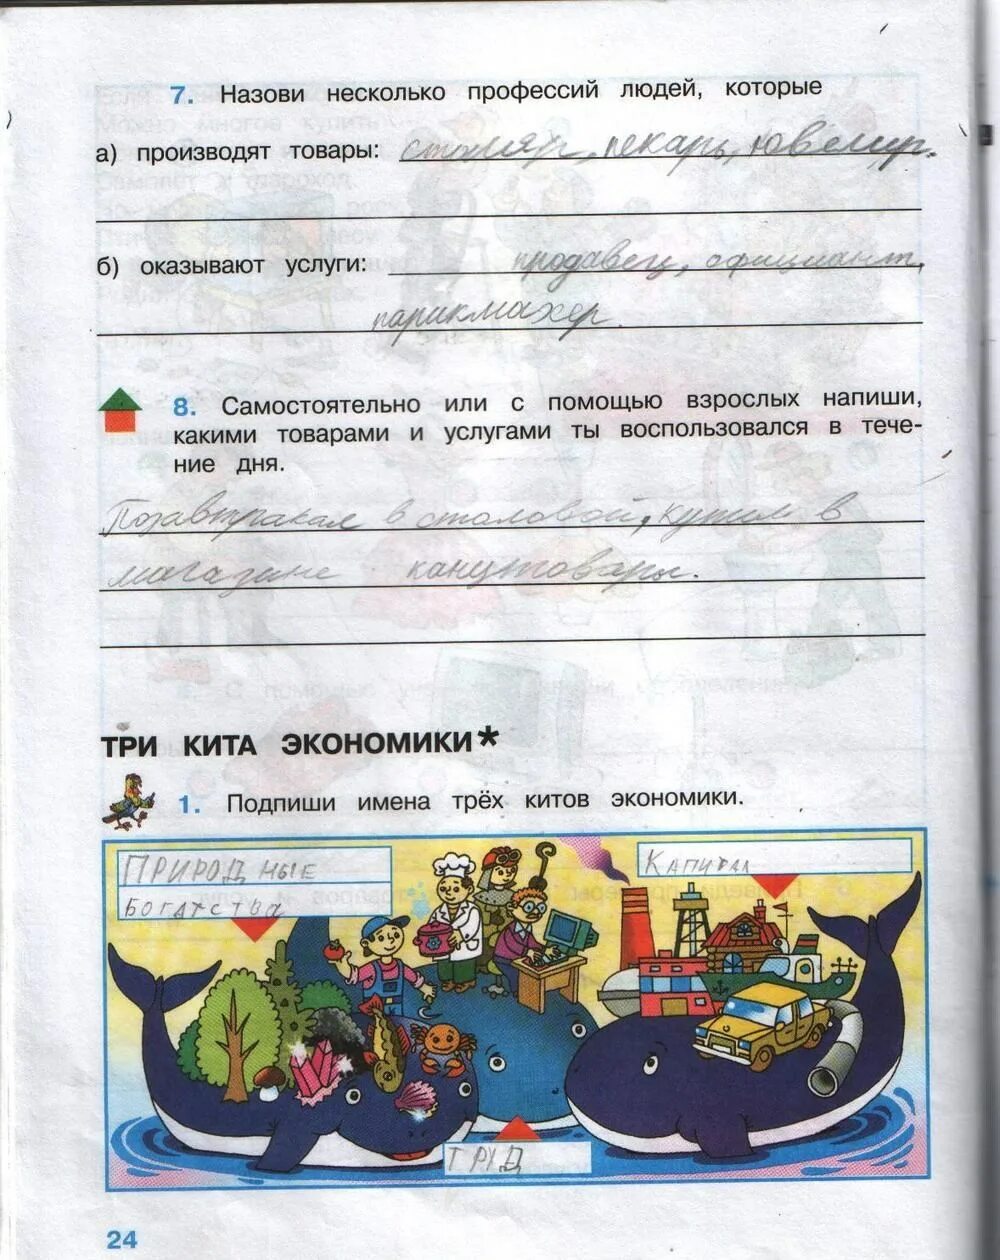 7. Назови несколько профессий людей, которые
а) производят товары: столяр, пекарь, ювелир.
б) оказывают услуги: продавец, официант,
парикмахер.
8. Самостоятельно или с помощью взрослых напиши,
какими товарами и услугами ты воспользовался в тече-
ние дня.
Позавтракал в столовой, купил в
магазине канцтовары.
ТРИ КИТА ЭКОНОМИКИ*
1. Подпиши имена трёх китов экономики.
ПРИРОДНЫЕ
БОГАТСТВА
КАПИТАЛ
ТРУД
24